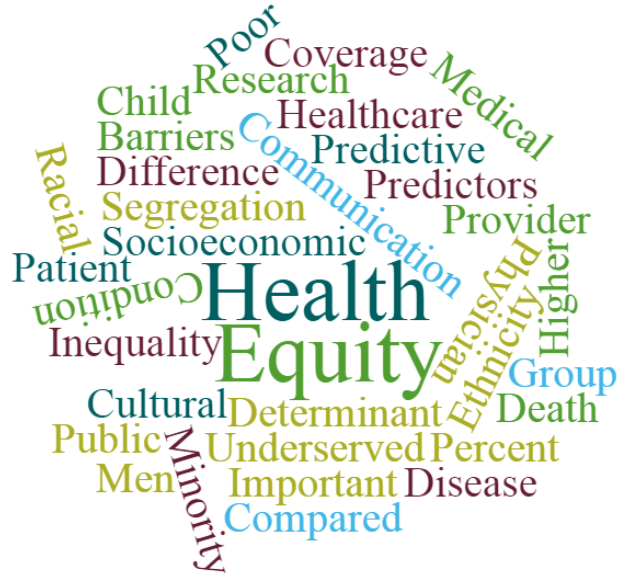 Poor
Coverage
Research
Medical
Child
Healthcare
Barriers
Communication
Predictive
Racial
Difference
Predictors
Segregation
Provider
Socioeconomic
Patient
Physician
Higher
Condition
Health
Inequality
Equity
Ethnicity
Group
Cultural
Determinant
Death
Public
Minority
Underserved
Percent
Men
Important
Disease
Compared